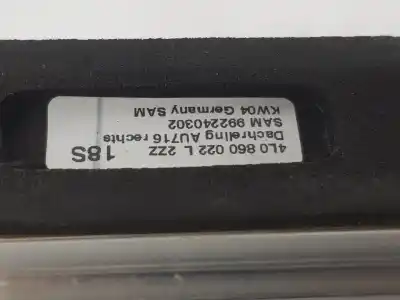 4L0 860 022 L 2ZZ
Dachreling AU716 rechts
SAM 992240302
KW04 Germany SAM
18S